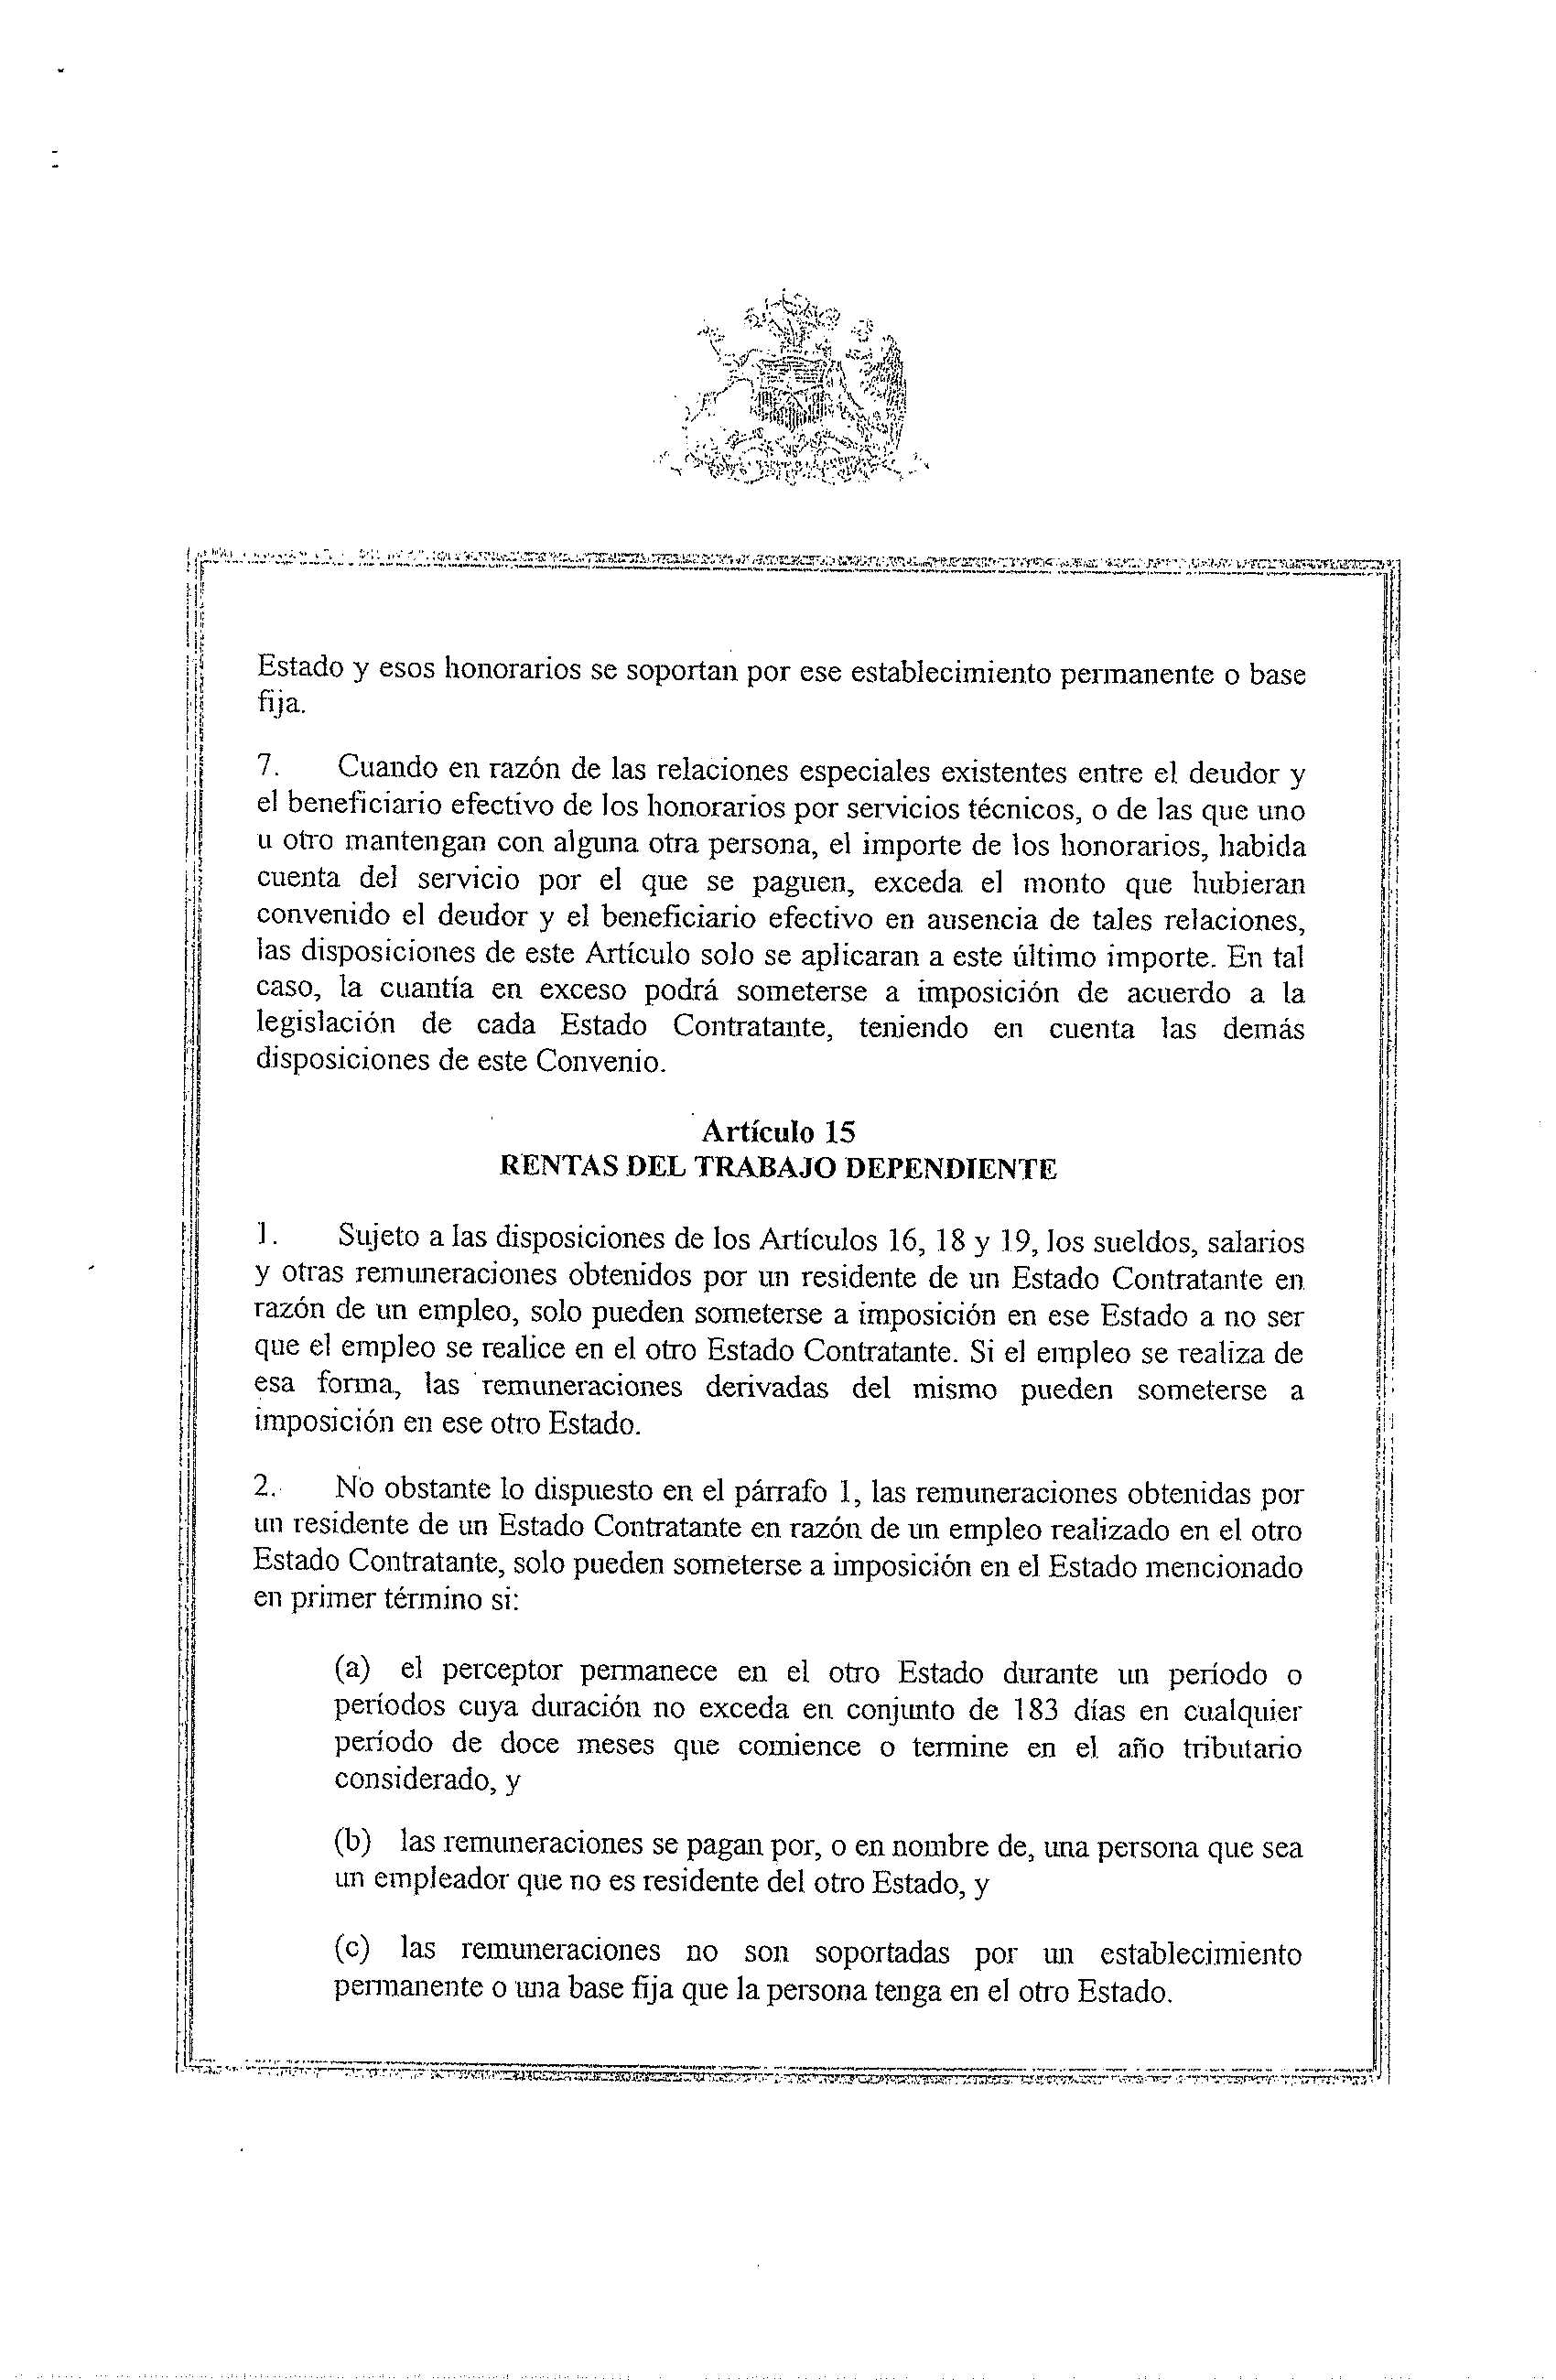 Estado y esos honorarios se soportan por ese establecimiento permanente o base
fija.
7. Cuando en razón de las relaciones especiales existentes entre el deudor y
el beneficiario efectivo de los honorarios por servicios técnicos, o de las que uno
u otro mantengan con alguna otra persona, el importe de los honorarios, habida
cuenta del servicio por el que se paguen, exceda el monto que hubieran
convenido el deudor y el beneficiario efectivo en ausencia de tales relaciones,
las disposiciones de este Artículo solo se aplicaran a este último importe. En tal
caso, la cuantía en exceso podrá someterse a imposición de acuerdo a la
legislación de cada Estado Contratante, teniendo en cuenta las demás
disposiciones de este Convenio.
Artículo 15
RENTAS DEL TRABAJO DEPENDIENTE
1. Sujeto a las disposiciones de los Artículos 16, 18 y 19, los sueldos, salarios
y otras remuneraciones obtenidos por un residente de un Estado Contratante en
razón de un empleo, solo pueden someterse a imposición en ese Estado a no ser
que el empleo se realice en el otro Estado Contratante. Si el empleo se realiza de
esa forma, las remuneraciones derivadas del mismo pueden someterse a
imposición en ese otro Estado.
2. No obstante lo dispuesto en el párrafo 1, las remuneraciones obtenidas por
un residente de un Estado Contratante en razón de un empleo realizado en el otro
Estado Contratante, solo pueden someterse a imposición en el Estado mencionado
en primer término si:
(a) el perceptor permanece en el otro Estado durante un período o
períodos cuya duración no exceda en conjunto de 183 días en cualquier
período de doce meses que comience o termine en el año tributario
considerado, y
(b) las remuneraciones se pagan por, o en nombre de, una persona que sea
un empleador que no es residente del otro Estado, y
(c) las remuneraciones no son soportadas por un establecimiento
permanente o una base fija que la persona tenga en el otro Estado.